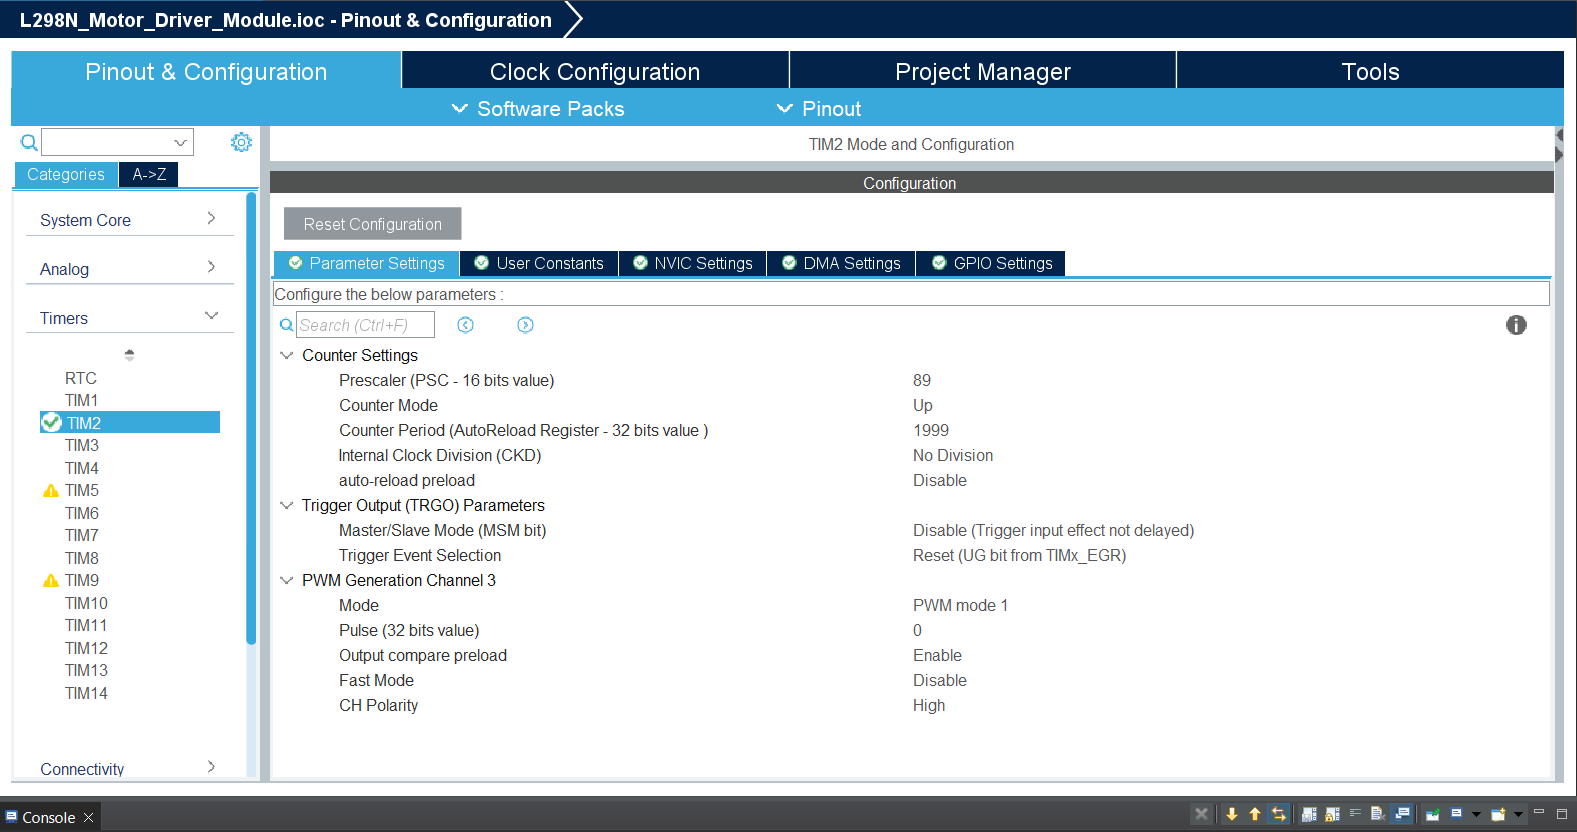 L298N_Motor_Driver_Module.ioc - Pinout & Configuration
Pinout & Configuration
Clock Configuration
Project Manager
Tools
Software Packs
Pinout
TIM2 Mode and Configuration
Categories
A->Z
Configuration
System Core
Reset Configuration
Analog
Parameter Settings
User Constants
NVIC Settings
DMA Settings
GPIO Settings
Configure the below parameters :
Timers
Search (Ctrl+F)
RTC
TIM1
TIM2
TIM3
TIM4
TIM5
TIM6
TIM7
TIM8
TIM9
TIM10
TIM11
TIM12
TIM13
TIM14
Connectivity
Counter Settings
Prescaler (PSC - 16 bits value) 89
Counter Mode Up
Counter Period (AutoReload Register - 32 bits value ) 1999
Internal Clock Division (CKD) No Division
auto-reload preload Disable
Trigger Output (TRGO) Parameters
Master/Slave Mode (MSM bit) Disable (Trigger input effect not delayed)
Trigger Event Selection Reset (UG bit from TIMx_EGR)
PWM Generation Channel 3
Mode PWM mode 1
Pulse (32 bits value) 0
Output compare preload Enable
Fast Mode Disable
CH Polarity High
Console